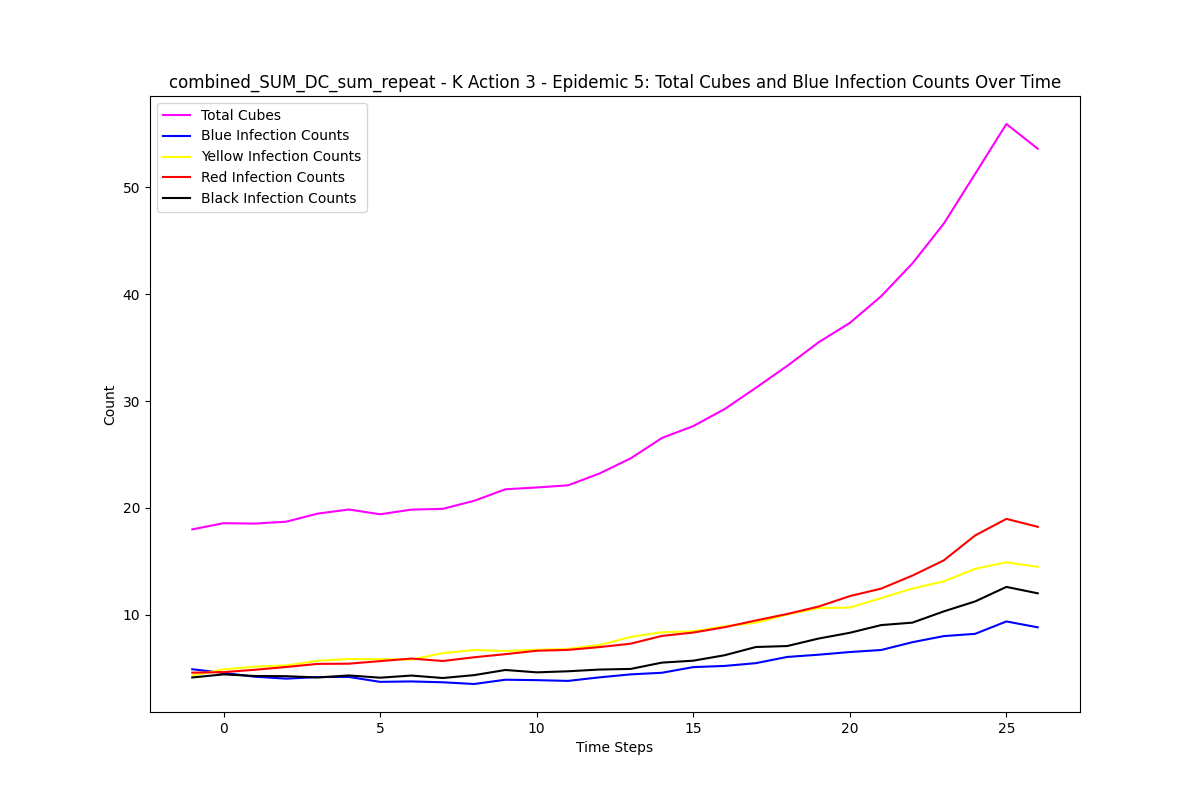 combined_SUM_DC_sum_repeat - K Action 3 - Epidemic 5: Total Cubes and Blue Infection Counts Over Time
Total Cubes
Blue Infection Counts
Yellow Infection Counts
Red Infection Counts
Black Infection Counts
50
40
30
20
10
Count
0 5 10 15 20 25
Time Steps